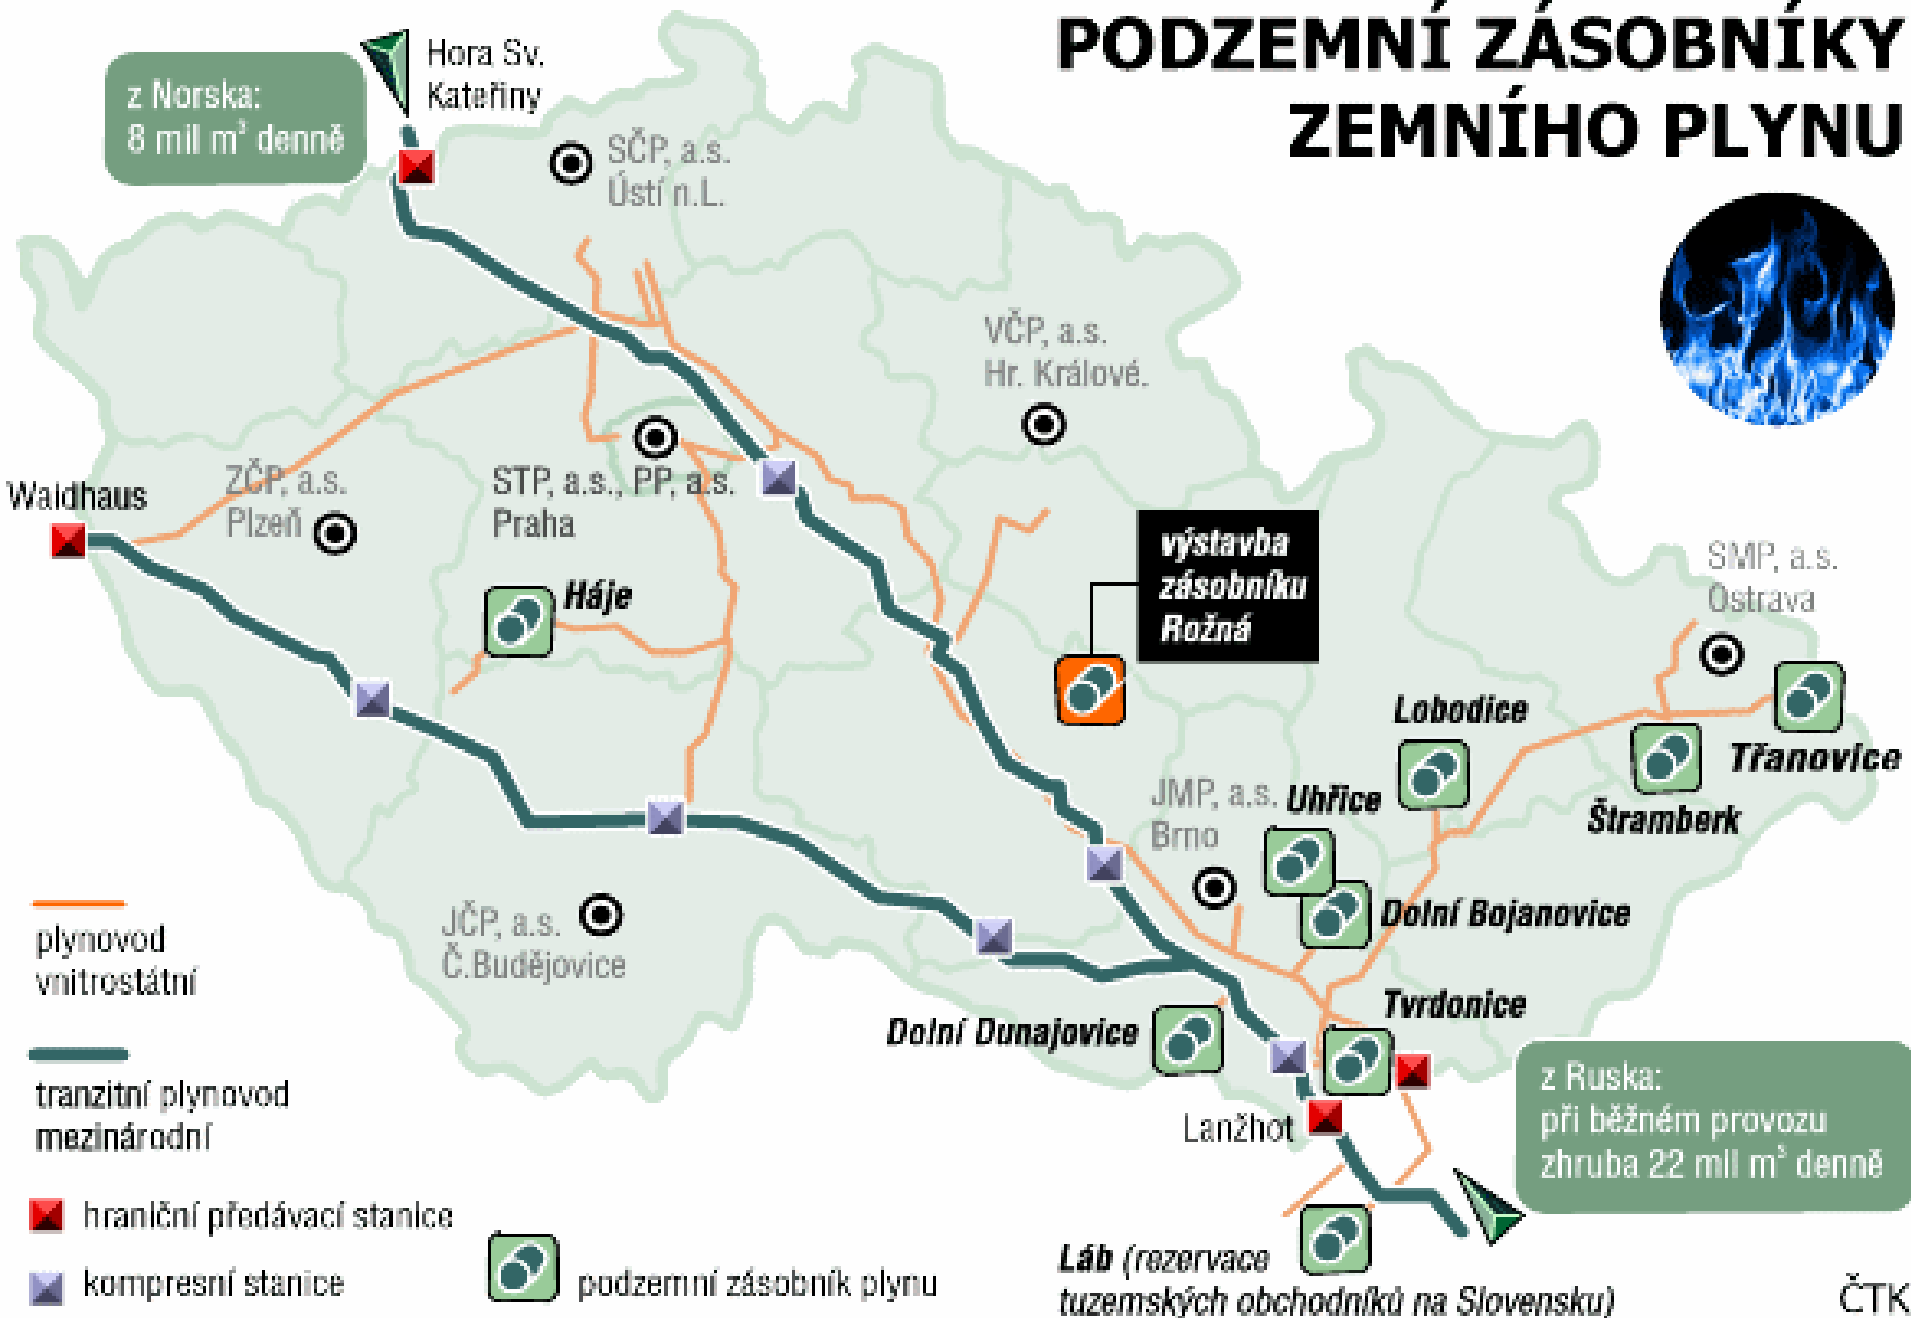 PODZEMNÍ ZÁSOBNÍKY
ZEMNÍHO PLYNU
z Norska:
8 mil m³ denně
Hora Sv.
Kateřiny
SČP, a.s.
Ústí n.L.
VČP, a.s.
Hr. Králové.
Waidhaus
ZČP, a.s.
Plzeň
STP, a.s., PP, a.s.
Praha
Háje
výstavba
zásobníku
Rožná
SMP, a.s.
Ostrava
Lobodice
Třanovice
Štramberk
JMP, a.s.
Brno
Uhřice
Dolní Bojanovice
JČP, a.s.
Č.Budějovice
Tvrdonice
Dolní Dunajovice
Lanžhot
z Ruska:
při běžném provozu
zhruba 22 mil m³ denně
plynovod
vnitrostátní
tranzitní plynovod
mezinárodní
hraniční předávací stanice
kompresní stanice
podzemní zásobník plynu
Láb (rezervace
tuzemských obchodníků na Slovensku)
ČTK